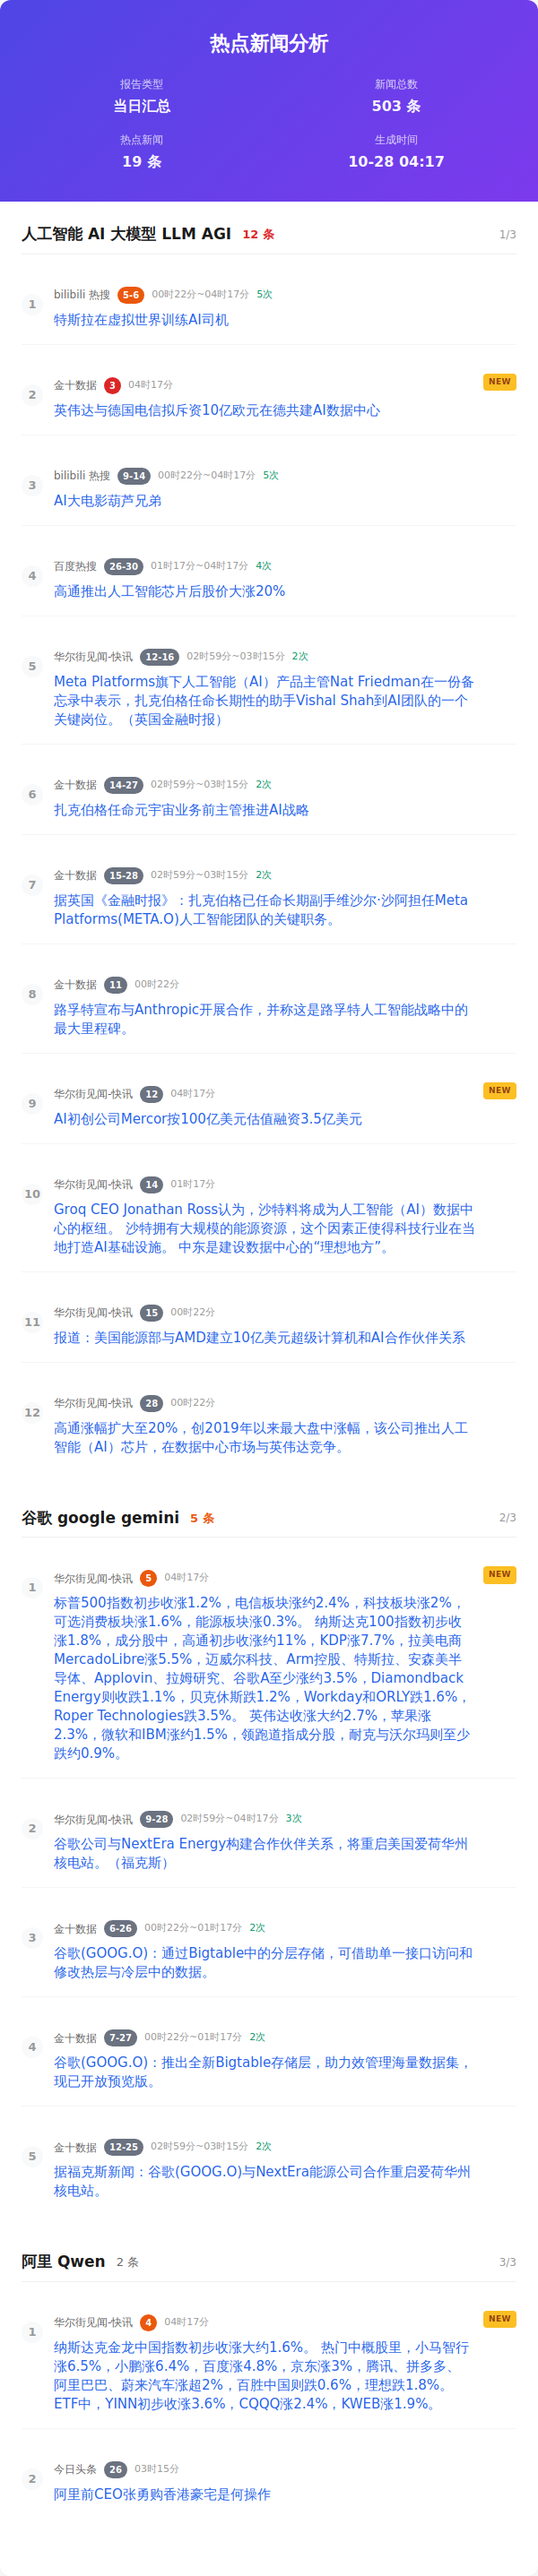 热点新闻分析
报告类型
当日汇总
新闻总数
503 条
热点新闻
19 条
生成时间
10-28 04:17
人工智能 AI 大模型 LLM AGI 12 条 1/3
1
bilibili 热搜 5-6 00时22分~04时17分 5次
特斯拉在虚拟世界训练AI司机
2
金十数据 3 04时17分 NEW
英伟达与德国电信拟斥资10亿欧元在德共建AI数据中心
3
bilibili 热搜 9-14 00时22分~04时17分 5次
AI大电影葫芦兄弟
4
百度热搜 26-30 01时17分~04时17分 4次
高通推出人工智能芯片后股价大涨20%
5
华尔街见闻-快讯 12-16 02时59分~03时15分 2次
Meta Platforms旗下人工智能（AI）产品主管Nat Friedman在一份备
忘录中表示，扎克伯格任命长期性的助手Vishal Shah到AI团队的一个
关键岗位。（英国金融时报）
6
金十数据 14-27 02时59分~03时15分 2次
扎克伯格任命元宇宙业务前主管推进AI战略
7
金十数据 15-28 02时59分~03时15分 2次
据英国《金融时报》：扎克伯格已任命长期副手维沙尔·沙阿担任Meta
Platforms(META.O)人工智能团队的关键职务。
8
金十数据 11 00时22分
路孚特宣布与Anthropic开展合作，并称这是路孚特人工智能战略中的
最大里程碑。
9
华尔街见闻-快讯 12 04时17分 NEW
AI初创公司Mercor按100亿美元估值融资3.5亿美元
10
华尔街见闻-快讯 14 01时17分
Groq CEO Jonathan Ross认为，沙特料将成为人工智能（AI）数据中
心的枢纽。 沙特拥有大规模的能源资源，这个因素正使得科技行业在当
地打造AI基础设施。 中东是建设数据中心的“理想地方”。
11
华尔街见闻-快讯 15 00时22分
报道：美国能源部与AMD建立10亿美元超级计算机和AI合作伙伴关系
12
华尔街见闻-快讯 28 00时22分
高通涨幅扩大至20%，创2019年以来最大盘中涨幅，该公司推出人工
智能（AI）芯片，在数据中心市场与英伟达竞争。
谷歌 google gemini 5 条 2/3
1
华尔街见闻-快讯 5 04时17分 NEW
标普500指数初步收涨1.2%，电信板块涨约2.4%，科技板块涨2%，
可选消费板块涨1.6%，能源板块涨0.3%。 纳斯达克100指数初步收
涨1.8%，成分股中，高通初步收涨约11%，KDP涨7.7%，拉美电商
MercadoLibre涨5.5%，迈威尔科技、Arm控股、特斯拉、安森美半
导体、Applovin、拉姆研究、谷歌A至少涨约3.5%，Diamondback
Energy则收跌1.1%，贝克休斯跌1.2%，Workday和ORLY跌1.6%，
Roper Technologies跌3.5%。 英伟达收涨大约2.7%，苹果涨
2.3%，微软和IBM涨约1.5%，领跑道指成分股，耐克与沃尔玛则至少
跌约0.9%。
2
华尔街见闻-快讯 9-28 02时59分~04时17分 3次
谷歌公司与NextEra Energy构建合作伙伴关系，将重启美国爱荷华州
核电站。（福克斯）
3
金十数据 6-26 00时22分~01时17分 2次
谷歌(GOOG.O)：通过Bigtable中的分层存储，可借助单一接口访问和
修改热层与冷层中的数据。
4
金十数据 7-27 00时22分~01时17分 2次
谷歌(GOOG.O)：推出全新Bigtable存储层，助力效管理海量数据集，
现已开放预览版。
5
金十数据 12-25 02时59分~03时15分 2次
据福克斯新闻：谷歌(GOOG.O)与NextEra能源公司合作重启爱荷华州
核电站。
阿里 Qwen 2 条 3/3
1
华尔街见闻-快讯 4 04时17分 NEW
纳斯达克金龙中国指数初步收涨大约1.6%。 热门中概股里，小马智行
涨6.5%，小鹏涨6.4%，百度涨4.8%，京东涨3%，腾讯、拼多多、
阿里巴巴、蔚来汽车涨超2%，百胜中国则跌0.6%，理想跌1.8%。
ETF中，YINN初步收涨3.6%，CQQQ涨2.4%，KWEB涨1.9%。
2
今日头条 26 03时15分
阿里前CEO张勇购香港豪宅是何操作